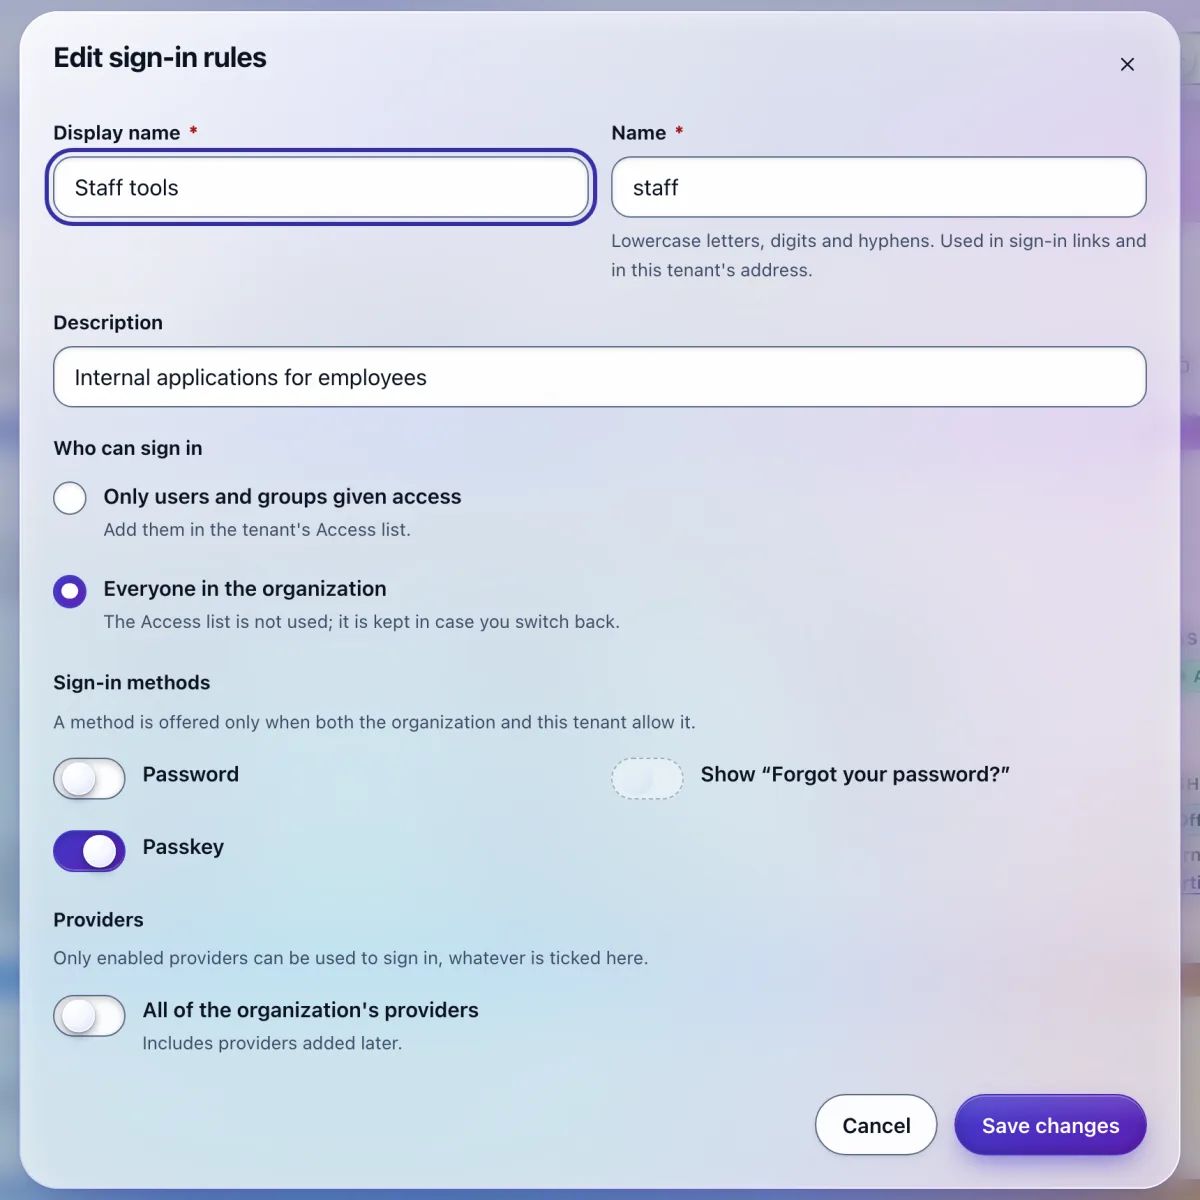 Edit sign-in rules
Display name *
Name *
Staff tools
staff
Lowercase letters, digits and hyphens. Used in sign-in links and
in this tenant's address.
Description
Internal applications for employees
Who can sign in
Only users and groups given access
Add them in the tenant's Access list.
Everyone in the organization
The Access list is not used; it is kept in case you switch back.
Sign-in methods
A method is offered only when both the organization and this tenant allow it.
Password
Show “Forgot your password?”
Passkey
Providers
Only enabled providers can be used to sign in, whatever is ticked here.
All of the organization's providers
Includes providers added later.
Cancel
Save changes